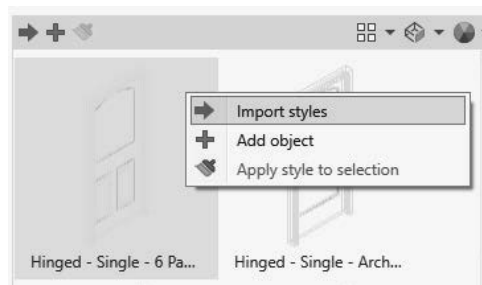 Import styles
Add object
Apply style to selection
Hinged - Single - 6 Pa...
Hinged - Single - Arch...